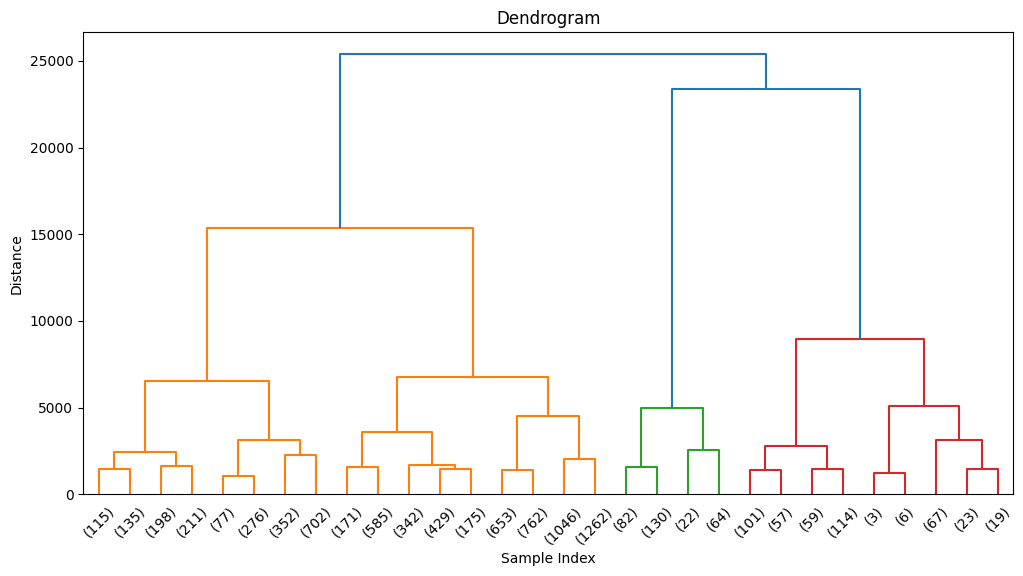 Dendrogram
25000
20000
15000
10000
5000
0
Distance
(115) (135) (198) (211) (77) (276) (352) (702) (171) (585) (342) (429) (175) (653) (762) (1046) (1262) (82) (130) (22) (64) (101) (57) (59) (114) (3) (6) (67) (23) (19)
Sample Index